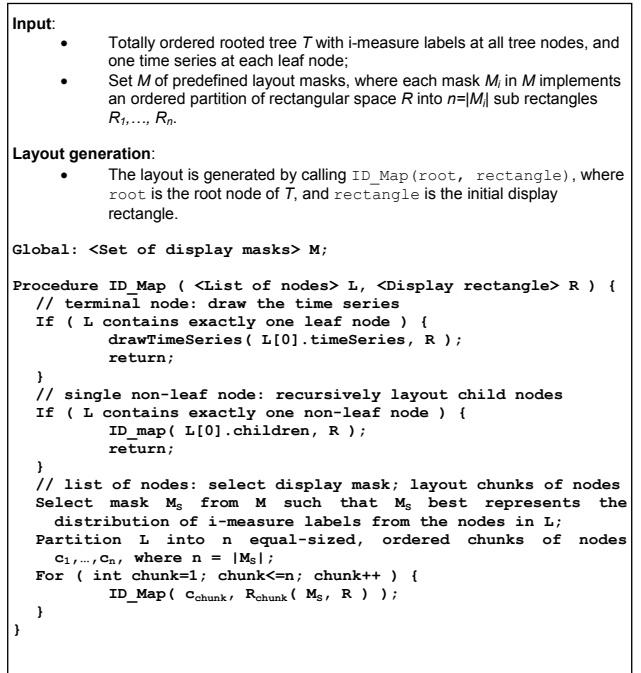 Input:
• Totally ordered rooted tree T with i-measure labels at all tree nodes, and
one time series at each leaf node;
• Set M of predefined layout masks, where each mask Mi in M implements
an ordered partition of rectangular space R into n=|Mi| sub rectangles
R1,…, Rn.
Layout generation:
• The layout is generated by calling ID_Map(root, rectangle), where
root is the root node of T, and rectangle is the initial display
rectangle.
Global: <Set of display masks> M;
Procedure ID_Map ( <List of nodes> L, <Display rectangle> R ) {
// terminal node: draw the time series
If ( L contains exactly one leaf node ) {
drawTimeSeries( L[0].timeSeries, R );
return;
}
// single non-leaf node: recursively layout child nodes
If ( L contains exactly one non-leaf node ) {
ID_map( L[0].children, R );
return;
}
// list of nodes: select display mask; layout chunks of nodes
Select mask MS from M such that MS best represents the
distribution of i-measure labels from the nodes in L;
Partition L into n equal-sized, ordered chunks of nodes
c1,…,cn, where n = |MS|;
For ( int chunk=1; chunk<=n; chunk++ ) {
ID_Map( cchunk, Rchunk( MS, R ) );
}
}